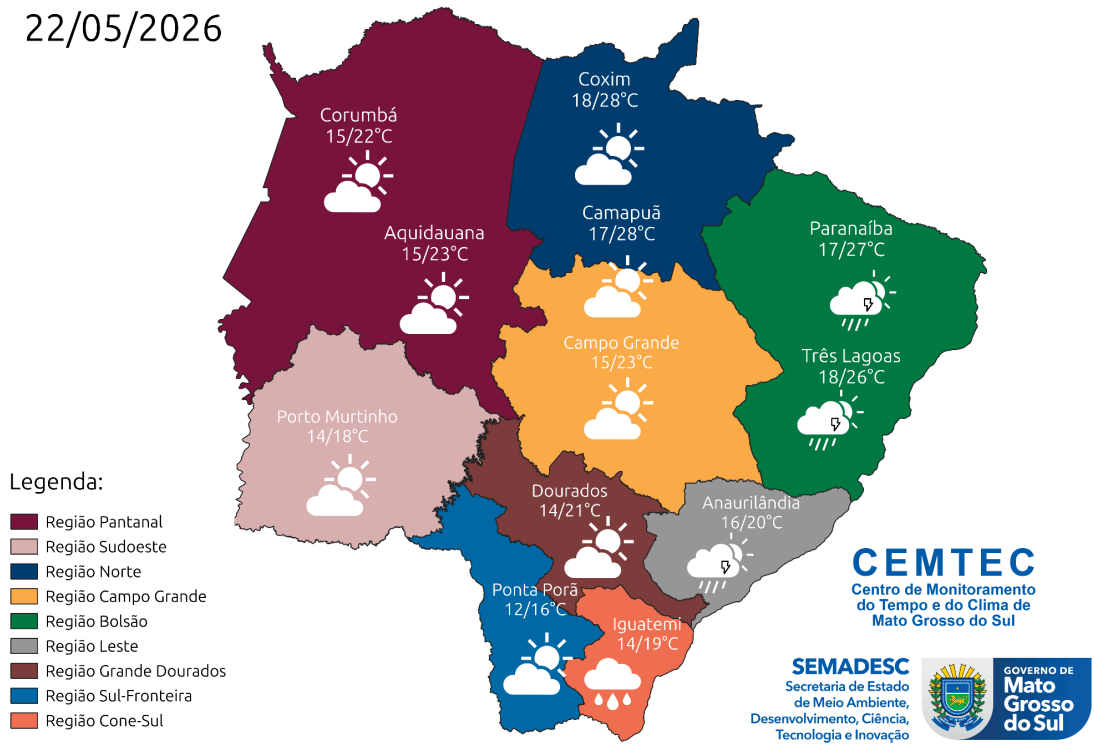 22/05/2026
Coxim
18/28°C
Corumbá
15/22°C
Camapuã
17/28°C
Aquidauana
15/23°C
Paranaíba
17/27°C
Campo Grande
15/23°C
Três Lagoas
18/26°C
Porto Murtinho
14/18°C
Dourados
14/21°C
Anaurilândia
16/20°C
Ponta Porã
12/16°C
Iguatemi
14/19°C
Legenda:
Região Pantanal
Região Sudoeste
Região Norte
Região Campo Grande
Região Bolsão
Região Leste
Região Grande Dourados
Região Sul-Fronteira
Região Cone-Sul
CEMTEC
Centro de Monitoramento
do Tempo e do Clima de
Mato Grosso do Sul
SEMADESC
Secretaria de Estado
de Meio Ambiente,
Desenvolvimento, Ciência,
Tecnologia e Inovação
GOVERNO DE
Mato
Grosso
do Sul